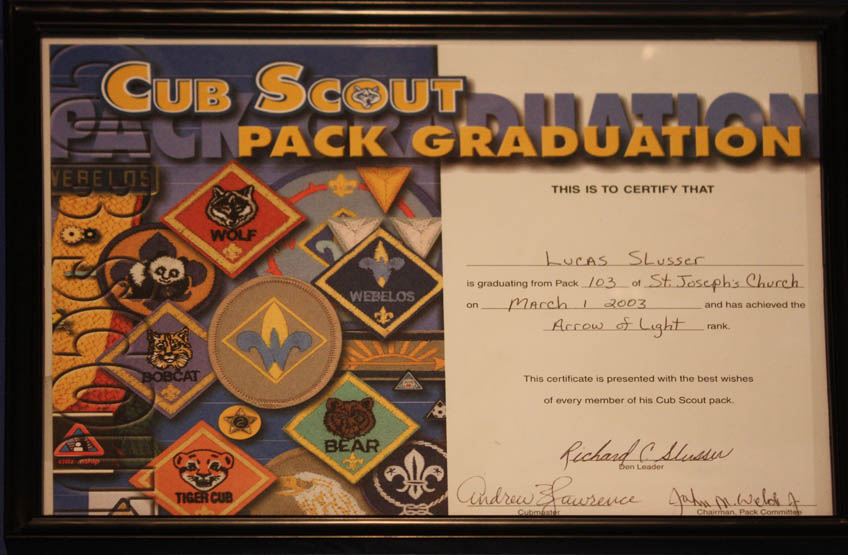 CUB SCOUT
PACK GRADUATION
PACK GRADUATION
WEBELOS
WOLF
WEBELOS
BOBCAT
BEAR
TIGER CUB
THIS IS TO CERTIFY THAT
LUCAS SLUSSER
is graduating from Pack 103 of St. Joseph's Church
on March 1 2003 and has achieved the
Arrow of Light rank.
This certificate is presented with the best wishes
of every member of his Cub Scout pack.
Richard C. Slusser
Den Leader
Andrew Lawrence
Cubmaster
John M. 
Chairman, Pack Committee